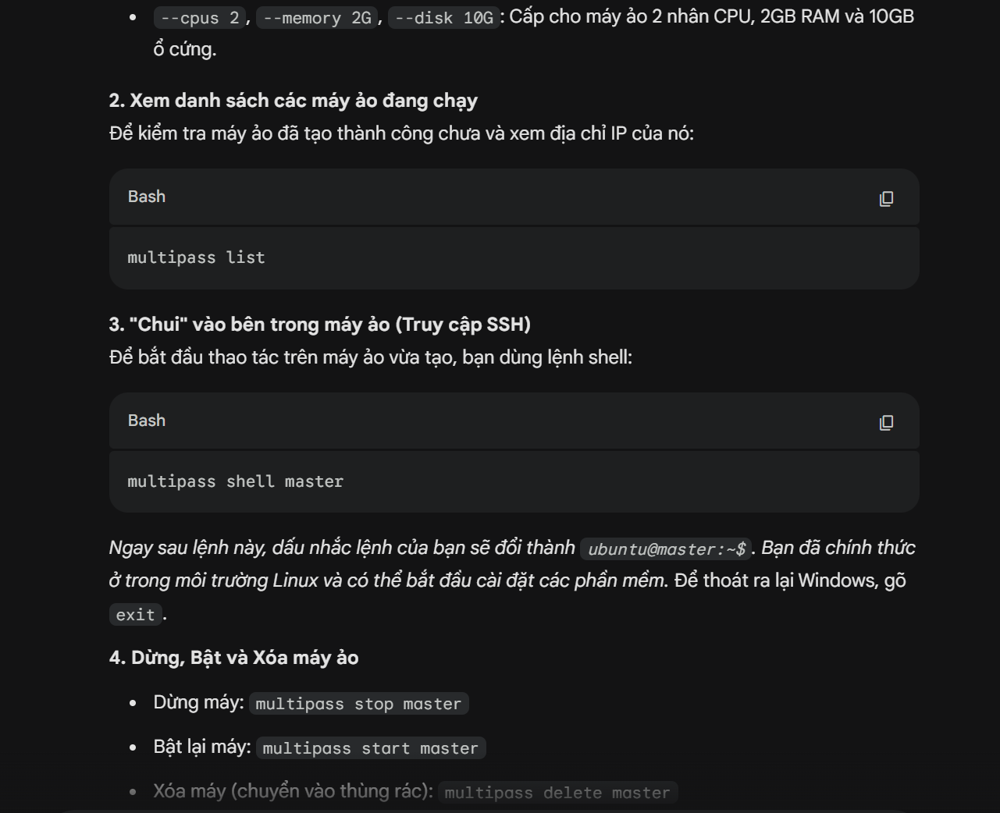 --cpus 2, --memory 2G, --disk 10G: Cấp cho máy ảo 2 nhân CPU, 2GB RAM và 10GB
ổ cứng.
2. Xem danh sách các máy ảo đang chạy
Để kiểm tra máy ảo đã tạo thành công chưa và xem địa chỉ IP của nó:
Bash
multipass list
3. "Chui" vào bên trong máy ảo (Truy cập SSH)
Để bắt đầu thao tác trên máy ảo vừa tạo, bạn dùng lệnh shell:
Bash
multipass shell master
Ngay sau lệnh này, dấu nhắc lệnh của bạn sẽ đổi thành ubuntu@master:~$. Bạn đã chính thức
ở trong môi trường Linux và có thể bắt đầu cài đặt các phần mềm. Để thoát ra lại Windows, gõ
exit.
4. Dừng, Bật và Xóa máy ảo
Dừng máy: multipass stop master
Bật lại máy: multipass start master
Xóa máy (chuyển vào thùng rác): multipass delete master